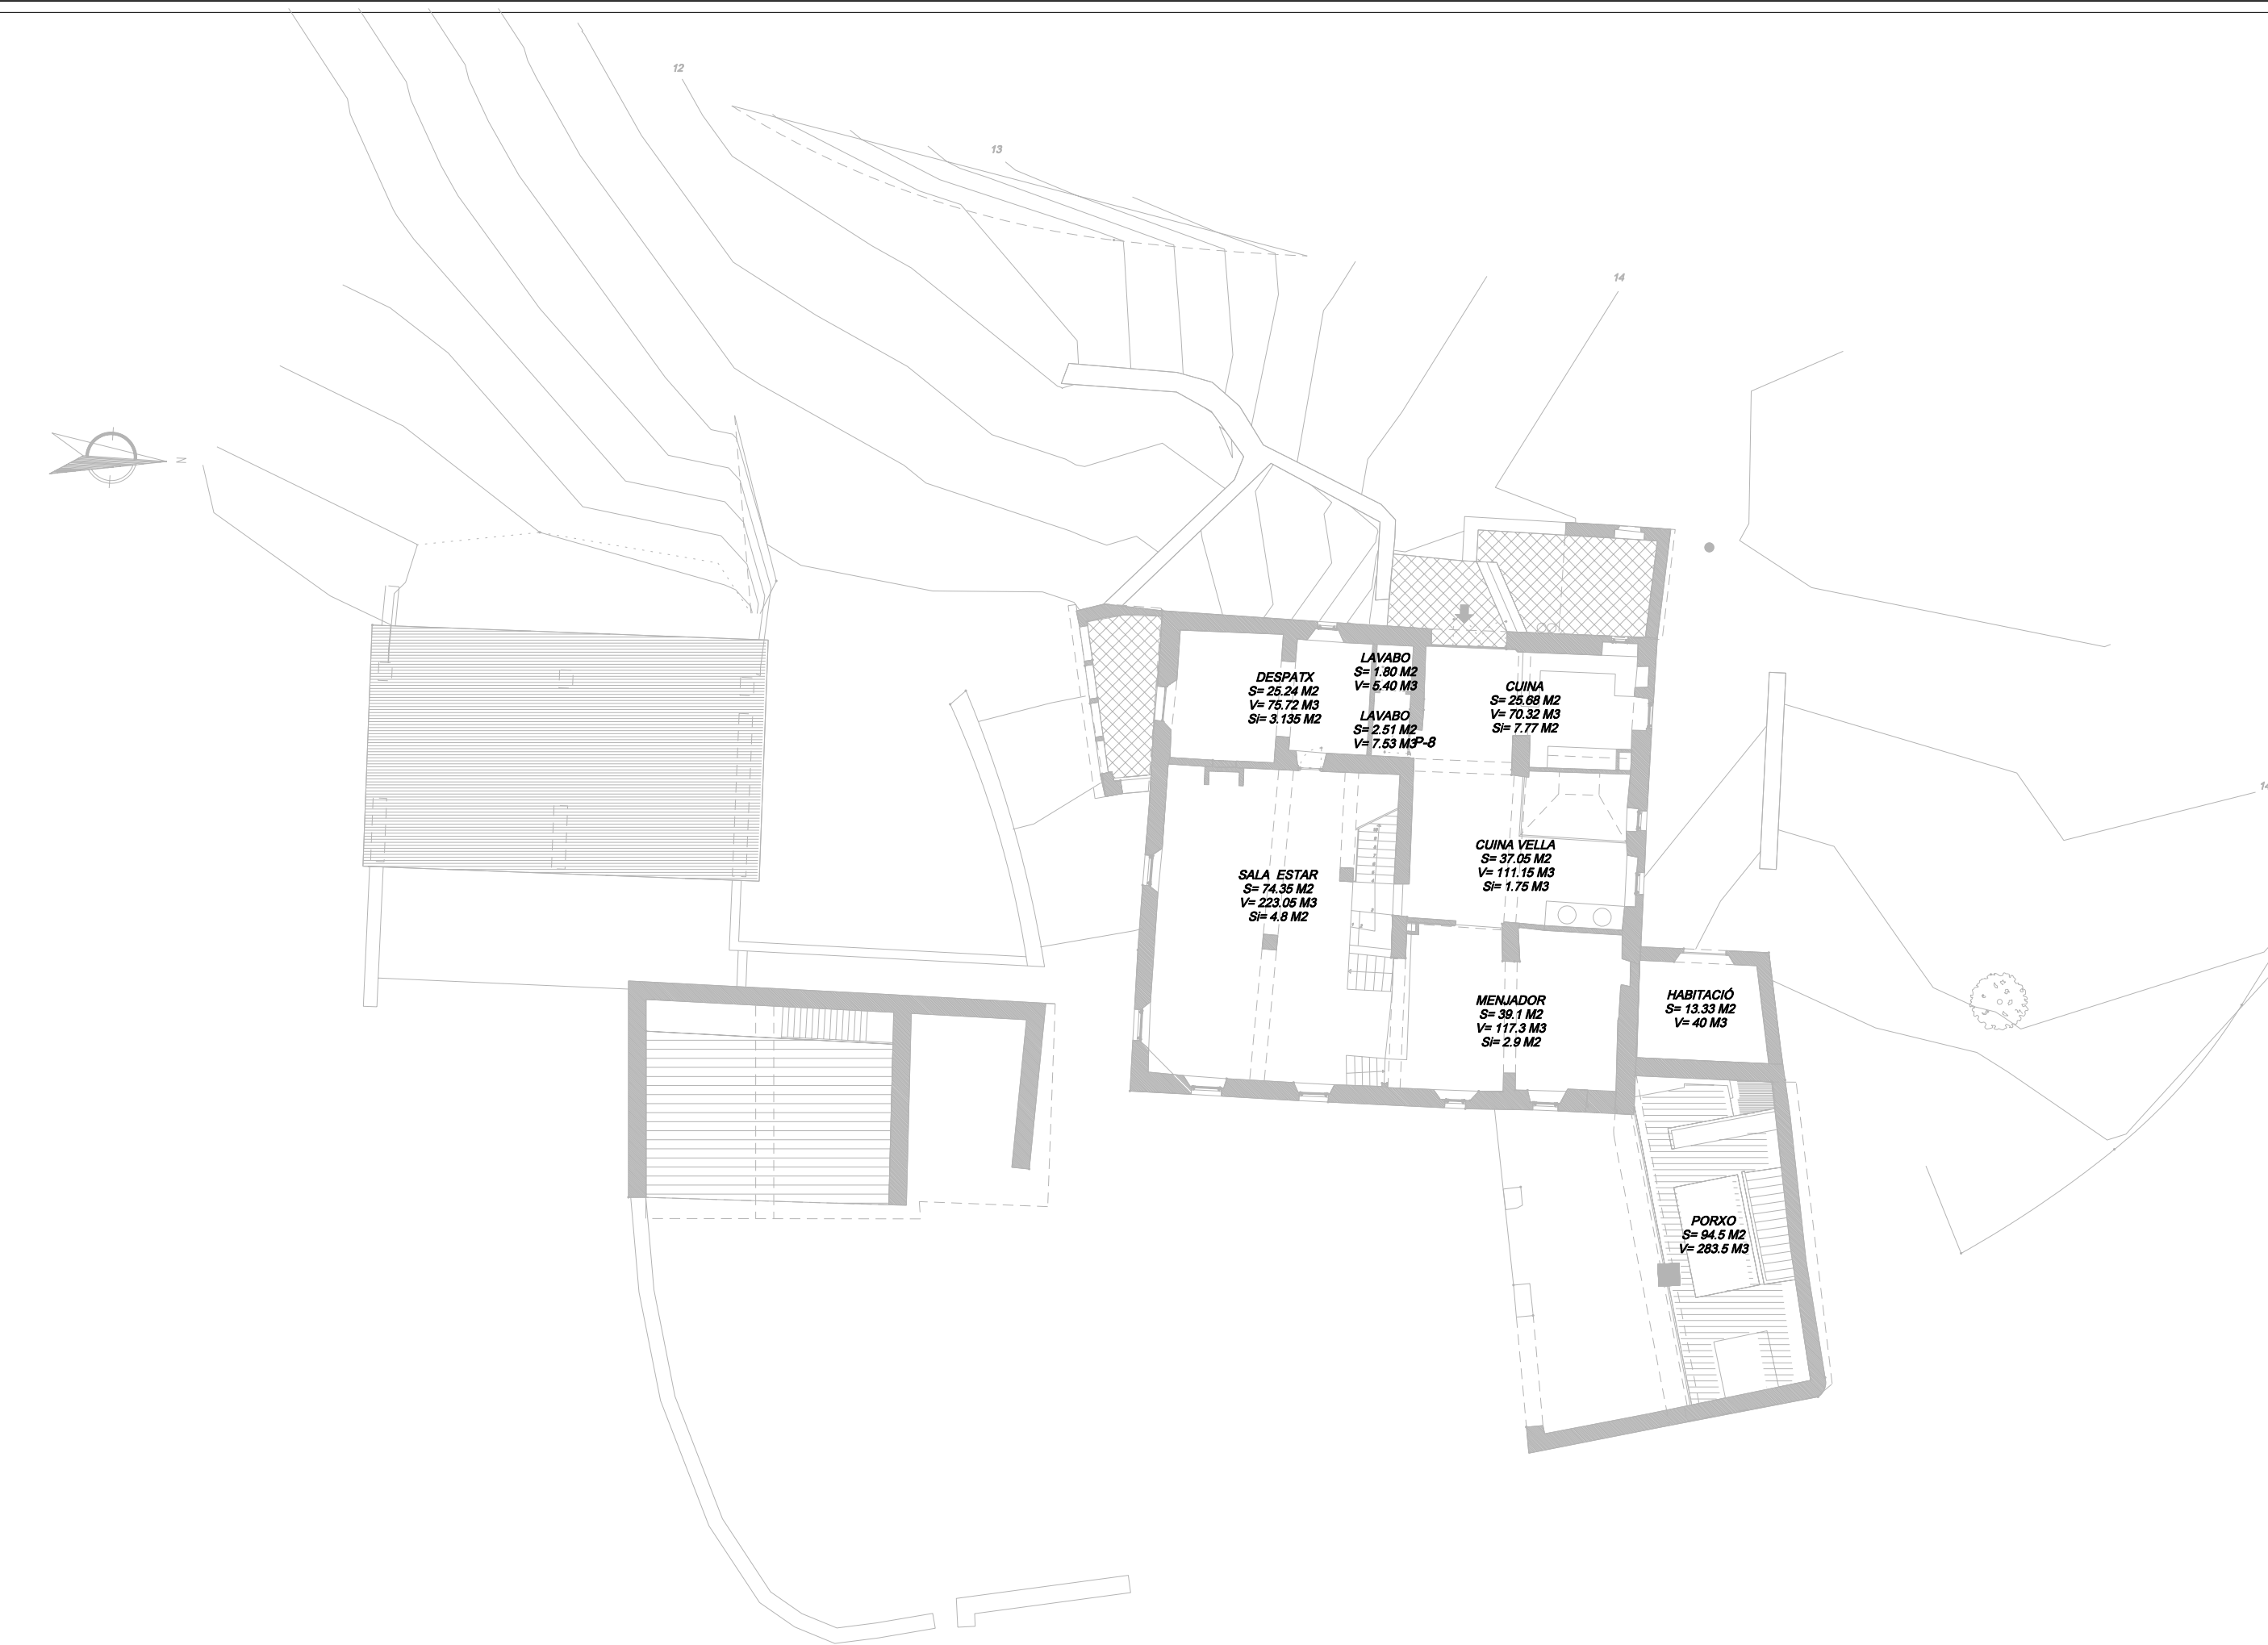 12
13
14
N
14
LAVABO
S= 1.80 M2
V= 5.40 M3
DESPATX
S= 25.24 M2
V= 75.72 M3
Si= 3.135 M2
CUINA
S= 25.68 M2
V= 70.32 M3
Si= 7.77 M2
LAVABO
S= 2.51 M2
V= 7.53 M3
P-8
CUINA VELLA
S= 37.05 M2
V= 111.15 M3
Si= 1.75 M3
SALA ESTAR
S= 74.35 M2
V= 223.05 M3
Si= 4.8 M2
MENJADOR
S= 39.1 M2
V= 117.3 M3
Si= 2.9 M2
HABITACIÓ
S= 13.33 M2
V= 40 M3
PORXO
S= 94.5 M2
V= 283.5 M3